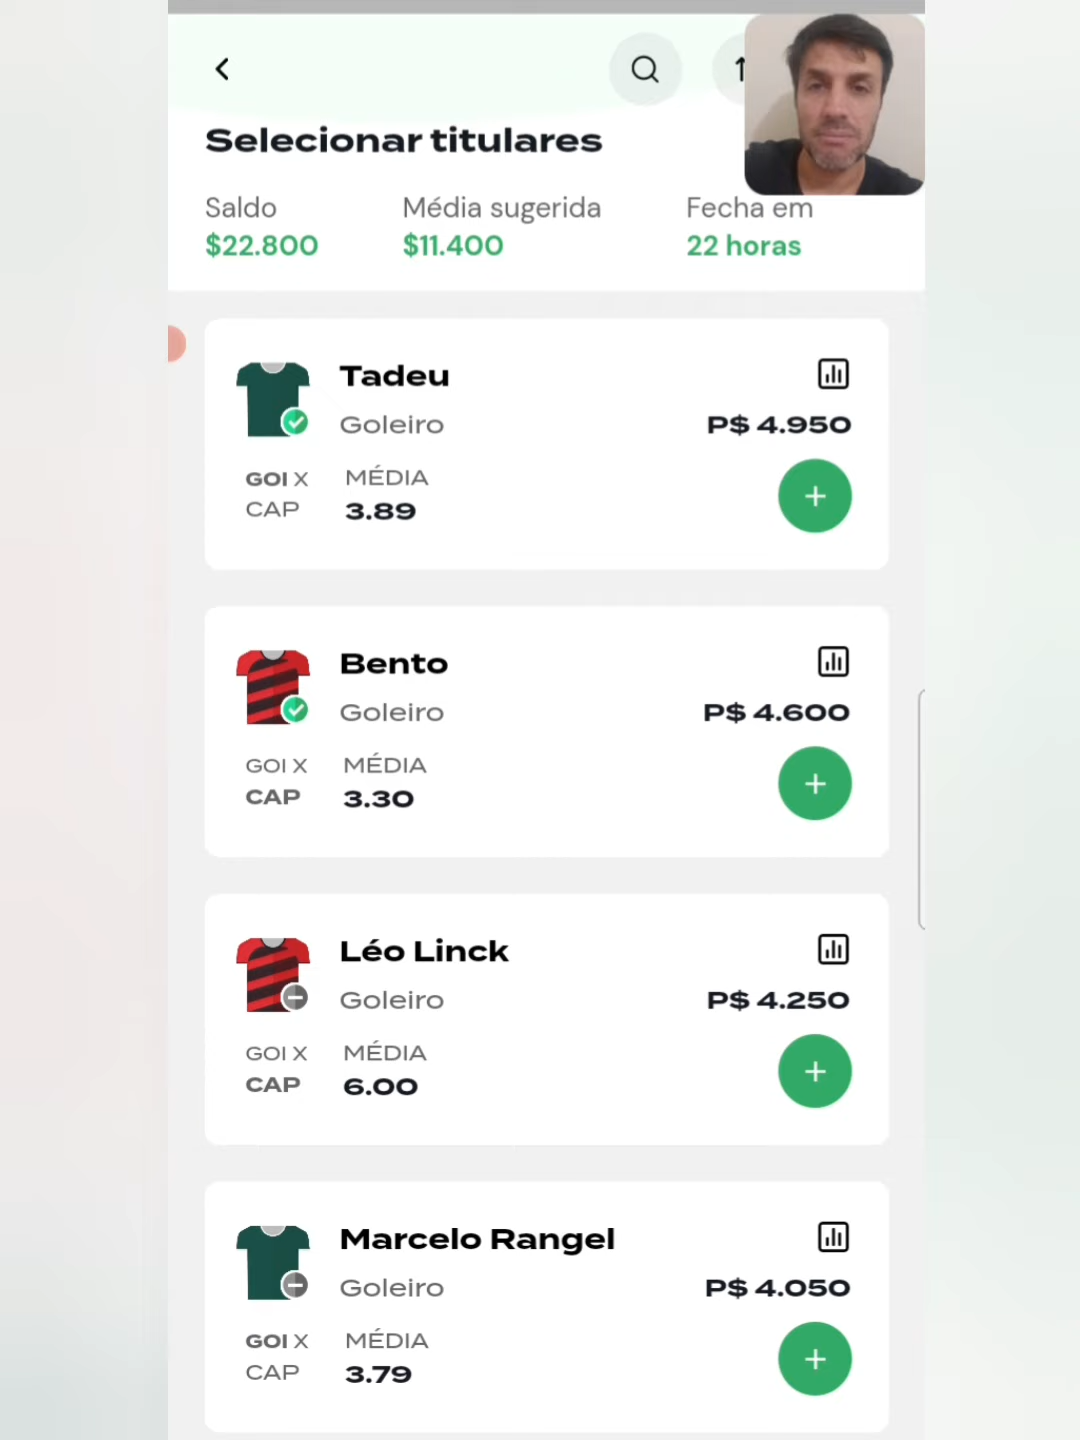 Selecionar titulares
Saldo
Média sugerida
Fecha em
$22.800
$11.400
22 horas
Tadeu
Goleiro
P$ 4.950
GOI X
CAP
MÉDIA
3.89
Bento
Goleiro
P$ 4.600
GOI X
CAP
MÉDIA
3.30
Léo Linck
Goleiro
P$ 4.250
GOI X
CAP
MÉDIA
6.00
Marcelo Rangel
Goleiro
P$ 4.050
GOI X
CAP
MÉDIA
3.79